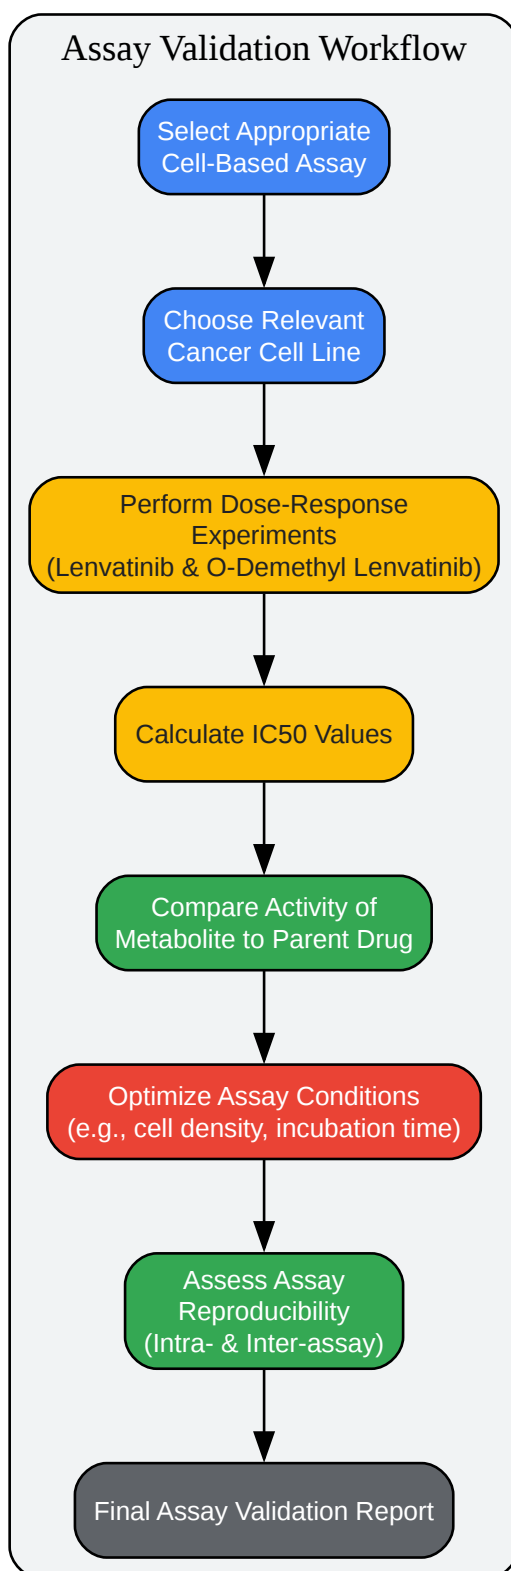 Assay Validation Workflow
Select Appropriate
Cell-Based Assay
Choose Relevant
Cancer Cell Line
Perform Dose-Response
Experiments
(Lenvatinib & O-Demethyl Lenvatinib)
Calculate IC50 Values
Compare Activity of
Metabolite to Parent Drug
Optimize Assay Conditions
(e.g., cell density, incubation time)
Assess Assay
Reproducibility
(Intra- & Inter-assay)
Final Assay Validation Report